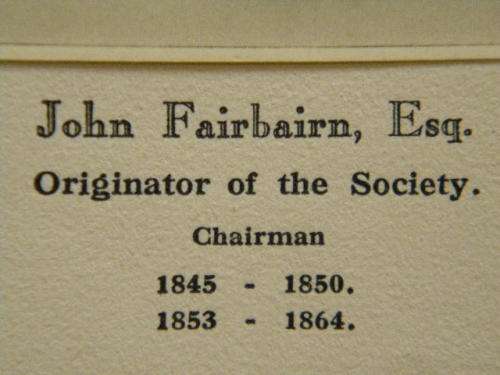 John Fairbairn, Esq.
Originator of the Society.
Chairman
1845 - 1850.
1853 - 1864.